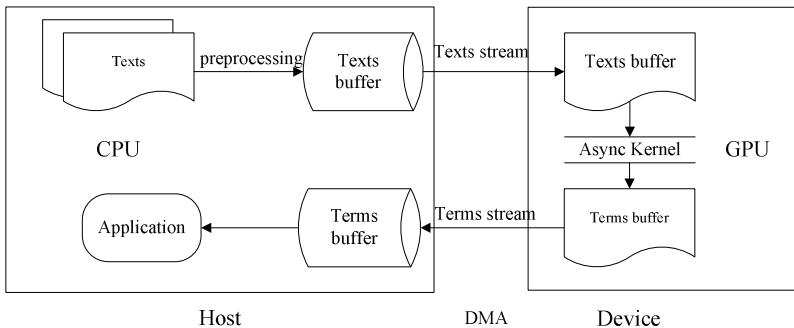 Texts
preprocessing
Texts
buffer
Texts stream
Texts buffer
CPU
Async Kernel
GPU
Application
Terms
buffer
Terms stream
Terms buffer
Host
DMA
Device